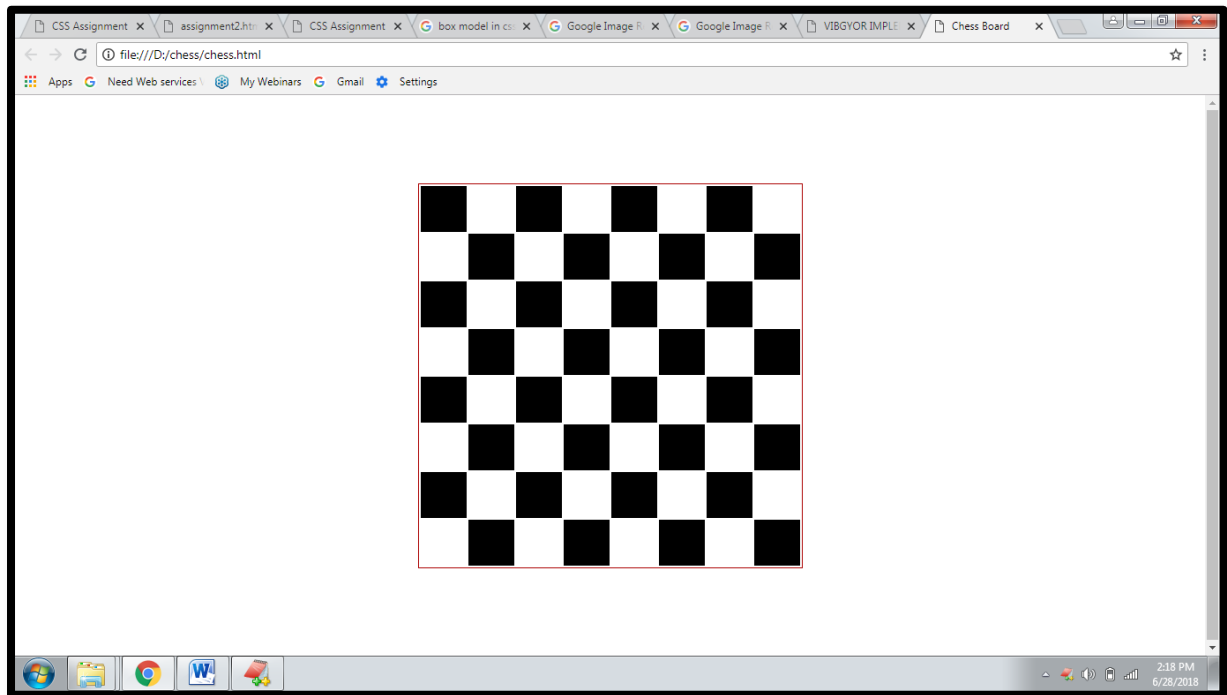 CSS Assignment assignment2.htm CSS Assignment box model in css Google Image R Google Image R VIBGYOR IMPLE Chess Board
file:///D:/chess/chess.html
Apps Need Web services My Webinars Gmail Settings
2:18 PM
6/28/2018